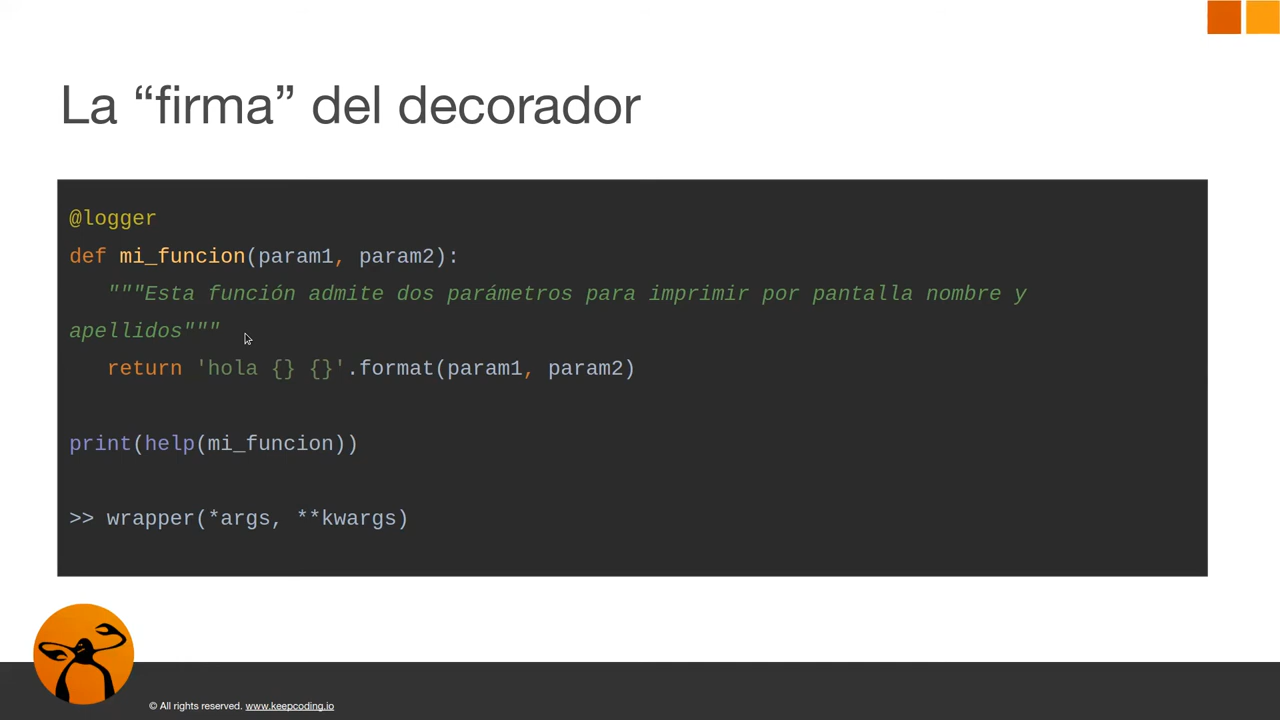 La “firma” del decorador
@logger
def mi_funcion(param1, param2):
"""Esta función admite dos parámetros para imprimir por pantalla nombre y
apellidos"""
return 'hola {} {}'.format(param1, param2)
print(help(mi_funcion))
>> wrapper(*args, **kwargs)
© All rights reserved. www.keepcoding.io